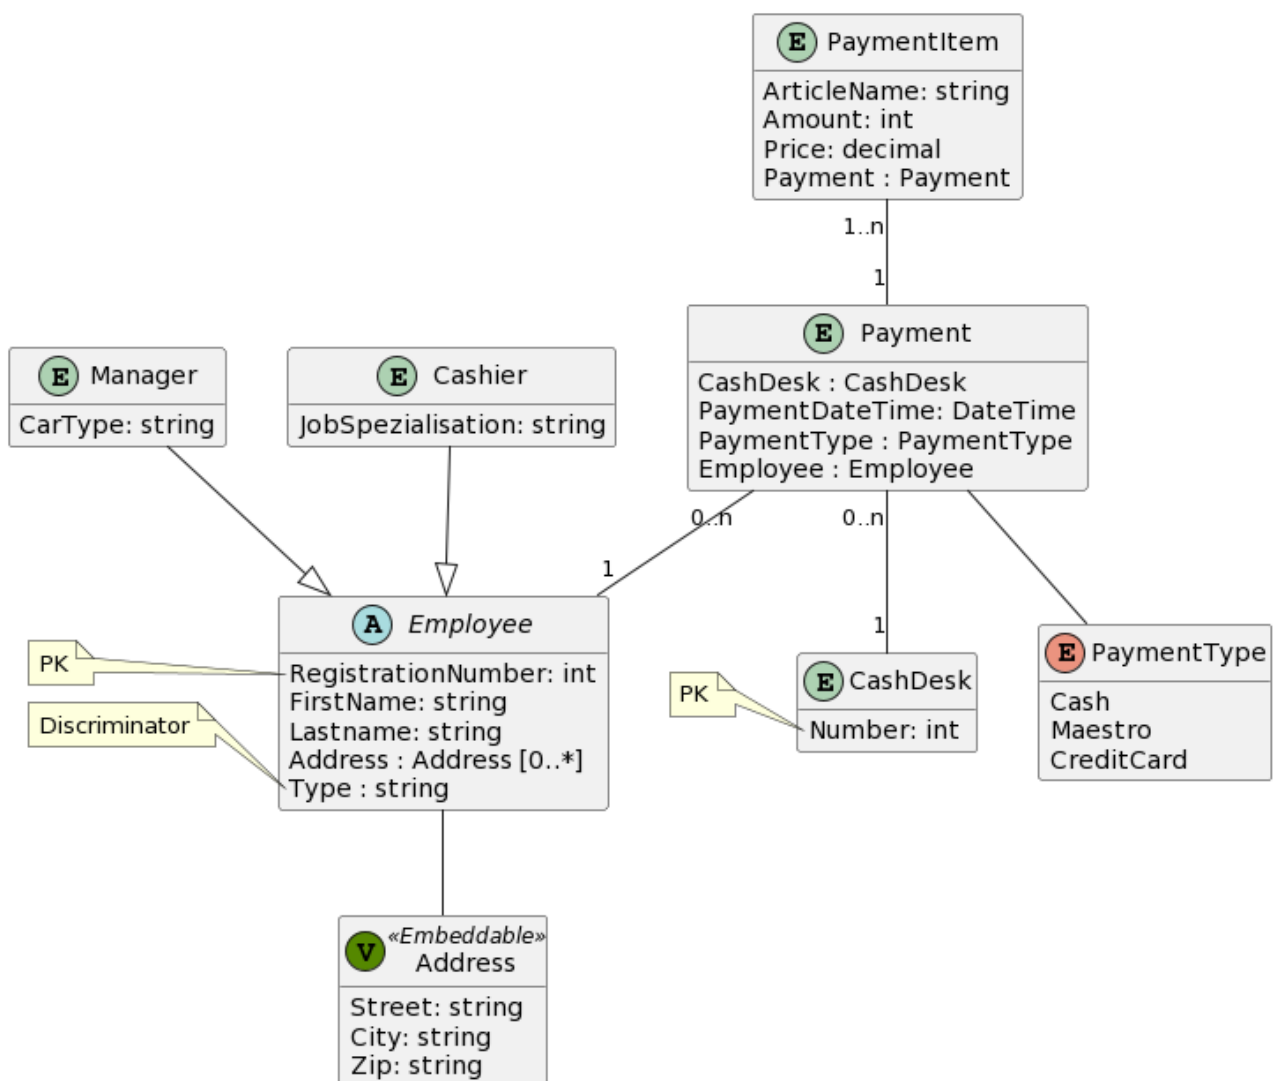 E PaymentItem
ArticleName: string
Amount: int
Price: decimal
Payment : Payment
1..n
1
E Payment
CashDesk : CashDesk
PaymentDateTime: DateTime
PaymentType : PaymentType
Employee : Employee
E Manager
CarType: string
E Cashier
JobSpezialisation: string
0..n
1
0..n
1
A Employee
RegistrationNumber: int
FirstName: string
Lastname: string
Address : Address [0..*]
Type : string
PK
Discriminator
PK
E CashDesk
Number: int
E PaymentType
Cash
Maestro
CreditCard
V «Embeddable»
Address
Street: string
City: string
Zip: string